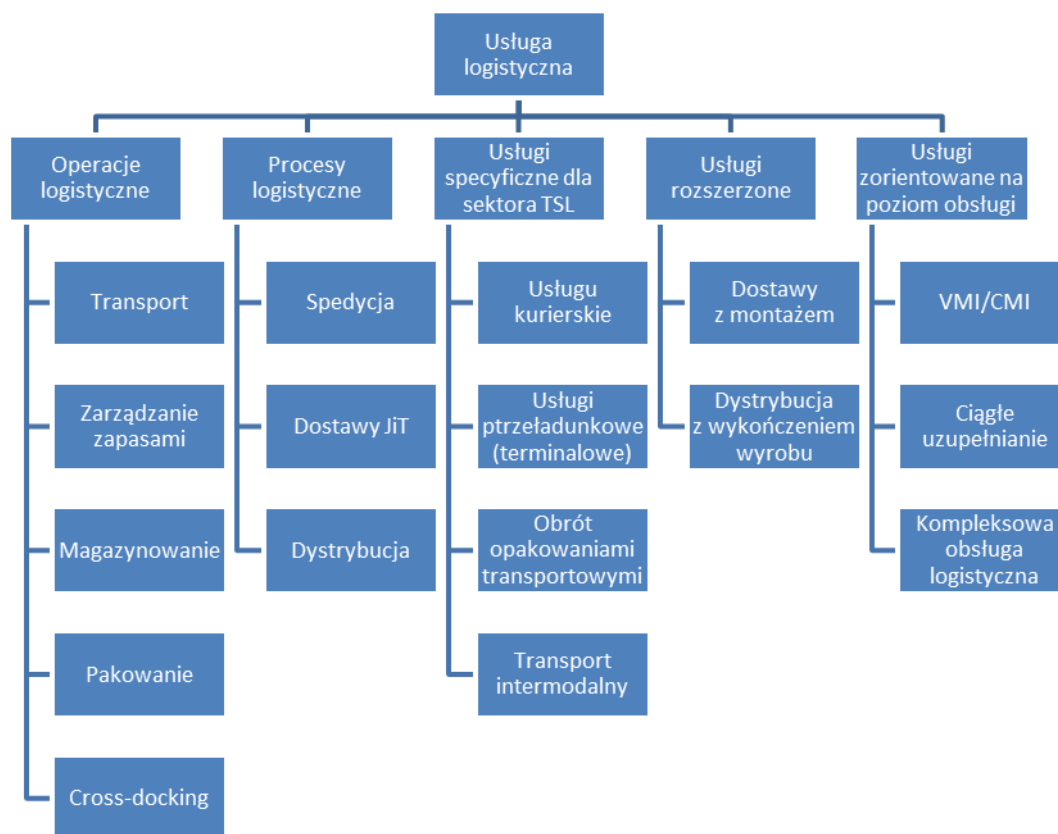 Usługa
logistyczna
Operacje
logistyczne
Procesy
logistyczne
Usługi
specyficzne dla
sektora TSL
Usługi
rozszerzone
Usługi
zorientowane na
poziom obsługi
Transport
Zarządzanie
zapasami
Magazynowanie
Pakowanie
Cross-docking
Spedycja
Dostawy JiT
Dystrybucja
Usługu
kurierskie
Usługi
ptrzeładunkowe
(terminalowe)
Obrót
opakowaniami
transportowymi
Transport
intermodalny
Dostawy
z montażem
Dystrybucja
z wykończeniem
wyrobu
VMI/CMI
Ciągłe
uzupełnianie
Kompleksowa
obsługa
logistyczna